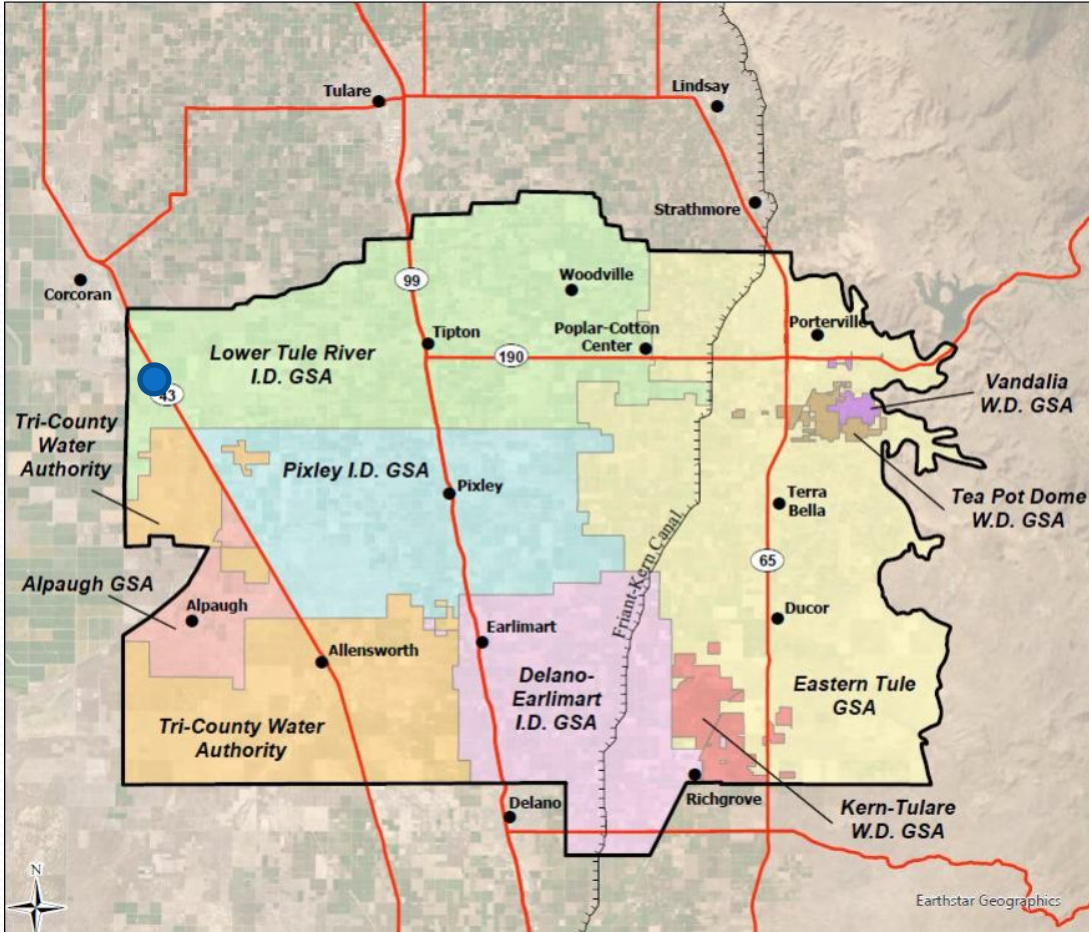 Tulare
Lindsay
Strathmore
Corcoran
99
Woodville
Tipton
190
Poplar-Cotton
Center
Porterville
Lower Tule River
I.D. GSA
43
Tri-County
Water
Authority
Vandalia
W.D. GSA
Pixley I.D. GSA
Pixley
Terra
Bella
Tea Pot Dome
W.D. GSA
Friant-Kern Canal
65
Alpaugh GSA
Alpaugh
Ducor
Earlimart
Allensworth
Delano-
Earlimart
I.D. GSA
Eastern Tule
GSA
Tri-County Water
Authority
Richgrove
Delano
Kern-Tulare
W.D. GSA
N
Earthstar Geographics